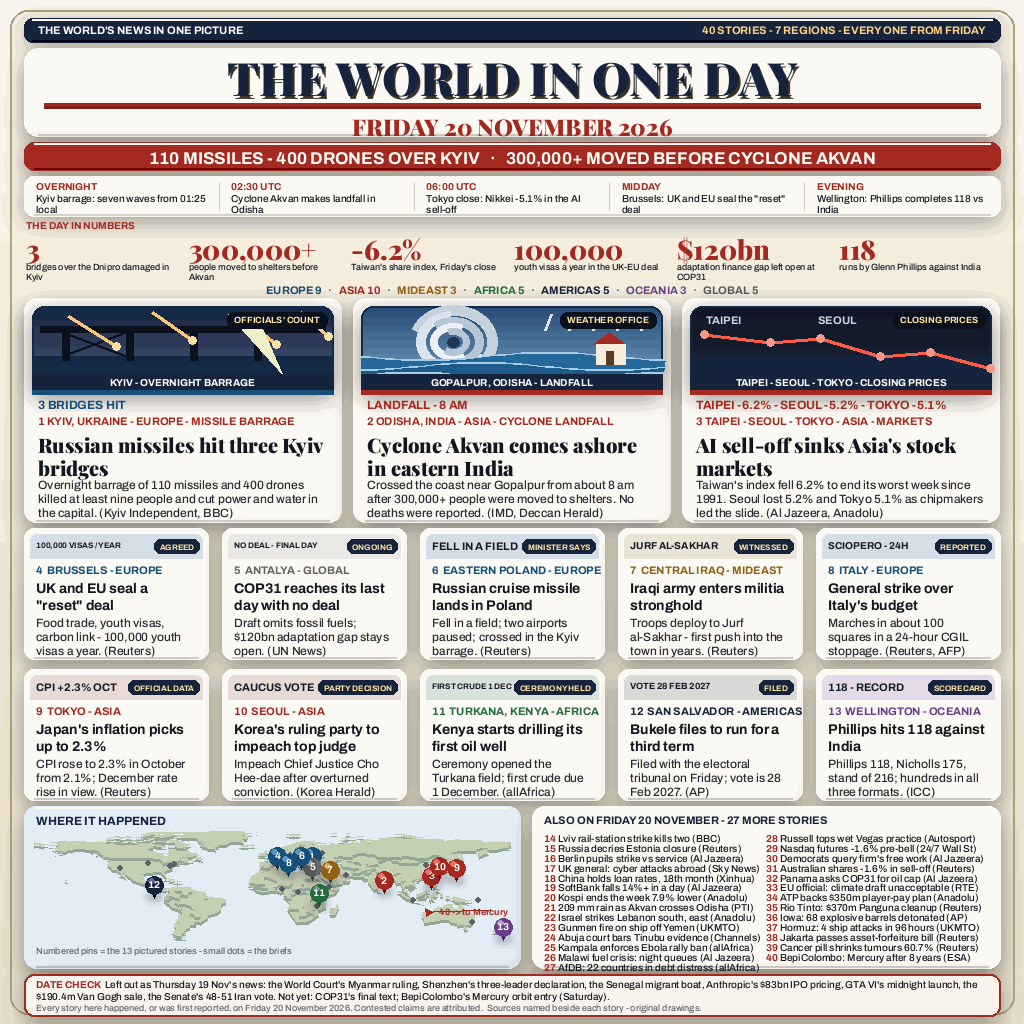 THE WORLD'S NEWS IN ONE PICTURE
40 STORIES - 7 REGIONS - EVERY ONE FROM FRIDAY
THE WORLD IN ONE DAY
FRIDAY 20 NOVEMBER 2026
110 MISSILES - 400 DRONES OVER KYIV · 300,000+ MOVED BEFORE CYCLONE AKVAN
OVERNIGHT
Kyiv barrage: seven waves from 01:25
local
02:30 UTC
Cyclone Akvan makes landfall in
Odisha
06:00 UTC
Tokyo close: Nikkei -5.1% in the AI
sell-off
MIDDAY
Brussels: UK and EU seal the "reset"
deal
EVENING
Wellington: Phillips completes 118 vs
India
THE DAY IN NUMBERS
3
bridges over the Dnipro damaged in
Kyiv
300,000+
people moved to shelters before
Akvan
-6.2%
Taiwan's share index, Friday's close
100,000
youth visas a year in the UK-EU deal
$120bn
adaptation finance gap left open at
COP31
118
runs by Glenn Phillips against India
EUROPE 9 · ASIA 10 · MIDEAST 3 · AFRICA 5 · AMERICAS 5 · OCEANIA 3 · GLOBAL 5
OFFICIALS' COUNT
KYIV - OVERNIGHT BARRAGE
3 BRIDGES HIT
1 KYIV, UKRAINE - EUROPE - MISSILE BARRAGE
Russian missiles hit three Kyiv
bridges
Overnight barrage of 110 missiles and 400 drones
killed at least nine people and cut power and water in
the capital. (Kyiv Independent, BBC)
WEATHER OFFICE
GOPALPUR, ODISHA - LANDFALL
LANDFALL - 8 AM
2 ODISHA, INDIA - ASIA - CYCLONE LANDFALL
Cyclone Akvan comes ashore
in eastern India
Crossed the coast near Gopalpur from about 8 am
after 300,000+ people were moved to shelters. No
deaths were reported. (IMD, Deccan Herald)
TAIPEI
SEOUL
CLOSING PRICES
TAIPEI - SEOUL - TOKYO - CLOSING PRICES
TAIPEI -6.2% - SEOUL -5.2% - TOKYO -5.1%
3 TAIPEI - SEOUL - TOKYO - ASIA - MARKETS
AI sell-off sinks Asia's stock
markets
Taiwan's index fell 6.2% to end its worst week since
1991. Seoul lost 5.2% and Tokyo 5.1% as chipmakers
led the slide. (Al Jazeera, Anadolu)
100,000 VISAS / YEAR
AGREED
4 BRUSSELS - EUROPE
UK and EU seal a
"reset" deal
Food trade, youth visas,
carbon link - 100,000 youth
visas a year. (Reuters)
NO DEAL - FINAL DAY
ONGOING
5 ANTALYA - GLOBAL
COP31 reaches its last
day with no deal
Draft omits fossil fuels;
$120bn adaptation gap stays
open. (UN News)
FELL IN A FIELD
MINISTER SAYS
6 EASTERN POLAND - EUROPE
Russian cruise missile
lands in Poland
Fell in a field; two airports
paused; crossed in the Kyiv
barrage. (Reuters)
JURF AL-SAKHAR
WITNESSED
7 CENTRAL IRAQ - MIDEAST
Iraqi army enters militia
stronghold
Troops deploy to Jurf
al-Sakhar - first push into the
town in years. (Reuters)
SCIOPERO - 24H
REPORTED
8 ITALY - EUROPE
General strike over
Italy's budget
Marches in about 100
squares in a 24-hour CGIL
stoppage. (Reuters, AFP)
CPI +2.3% OCT
OFFICIAL DATA
9 TOKYO - ASIA
Japan's inflation picks
up to 2.3%
CPI rose to 2.3% in October
from 2.1%; December rate
rise in view. (Reuters)
CAUCUS VOTE
PARTY DECISION
10 SEOUL - ASIA
Korea's ruling party to
impeach top judge
Impeach Chief Justice Cho
Hee-dae after overturned
conviction. (Korea Herald)
FIRST CRUDE 1 DEC
CEREMONY HELD
11 TURKANA, KENYA - AFRICA
Kenya starts drilling its
first oil well
Ceremony opened the
Turkana field; first crude due
1 December. (allAfrica)
VOTE 28 FEB 2027
FILED
12 SAN SALVADOR - AMERICAS
Bukele files to run for a
third term
Filed with the electoral
tribunal on Friday; vote is 28
Feb 2027. (AP)
118 - RECORD
SCORECARD
13 WELLINGTON - OCEANIA
Phillips hits 118 against
India
Phillips 118, Nicholls 175,
stand of 216; hundreds in all
three formats. (ICC)
WHERE IT HAPPENED
4
8
6
5
7
11
12
2
3
10
9
13
40 -> to Mercury
Numbered pins = the 13 pictured stories - small dots = the briefs
ALSO ON FRIDAY 20 NOVEMBER - 27 MORE STORIES
14 Lviv rail-station strike kills two (BBC)
15 Russia decries Estonia closure (Reuters)
16 Berlin pupils strike vs service (Al Jazeera)
17 UK general: cyber attacks abroad (Sky News)
18 China holds loan rates, 18th month (Xinhua)
19 SoftBank falls 14%+ in a day (Al Jazeera)
20 Kospi ends the week 7.9% lower (Anadolu)
21 209 mm rain as Akvan crosses Odisha (PTI)
22 Israel strikes Lebanon south, east (Anadolu)
23 Gunmen fire on ship off Yemen (UKMTO)
24 Abuja court bars Tinubu evidence (Channels)
25 Kampala enforces Ebola rally ban (allAfrica)
26 Malawi fuel crisis: night queues (Al Jazeera)
27 AfDB: 22 countries in debt distress (allAfrica)
28 Russell tops wet Vegas practice (Autosport)
29 Nasdaq futures -1.6% pre-bell (24/7 Wall St)
30 Democrats query firm's free work (Al Jazeera)
31 Australian shares -1.6% in sell-off (Reuters)
32 Panama asks COP31 for oil cap (Al Jazeera)
33 EU official: climate draft unacceptable (RTE)
34 ATP backs $350m player-pay plan (Anadolu)
35 Rio Tinto: $370m Panguna cleanup (Reuters)
36 Iowa: 68 explosive barrels detonated (AP)
37 Hormuz: 4 ship attacks in 96 hours (UKMTO)
38 Jakarta passes asset-forfeiture bill (Reuters)
39 Cancer pill shrinks tumours 60.7% (Reuters)
40 BepiColombo: Mercury after 8 years (ESA)
DATE CHECK Left out as Thursday 19 Nov's news: the World Court's Myanmar ruling, Shenzhen's three-leader declaration, the Senegal migrant boat, Anthropic's $83bn IPO pricing, GTA VI's midnight launch, the
$190.4m Van Gogh sale, the Senate's 48-51 Iran vote. Not yet: COP31's final text; BepiColombo's Mercury orbit entry (Saturday).
Every story here happened, or was first reported, on Friday 20 November 2026. Contested claims are attributed. Sources named beside each story - original drawings.